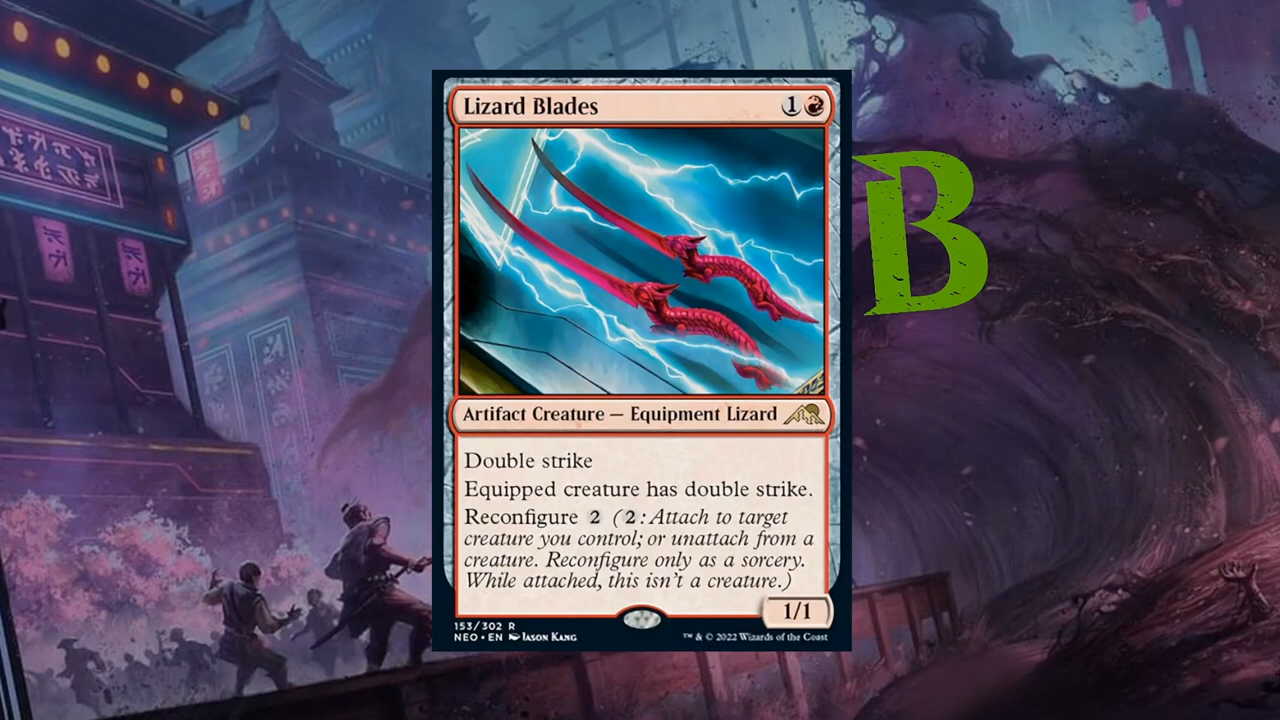 Lizard Blades
1
B
Artifact Creature — Equipment Lizard
Double strike
Equipped creature has double strike.
Reconfigure 2 (2: Attach to target
creature you control; or unattach from a
creature. Reconfigure only as a sorcery.
While attached, this isn't a creature.)
1/1
153/302 R
NEO • EN Jason Kang
™ & © 2022 Wizards of the Coast